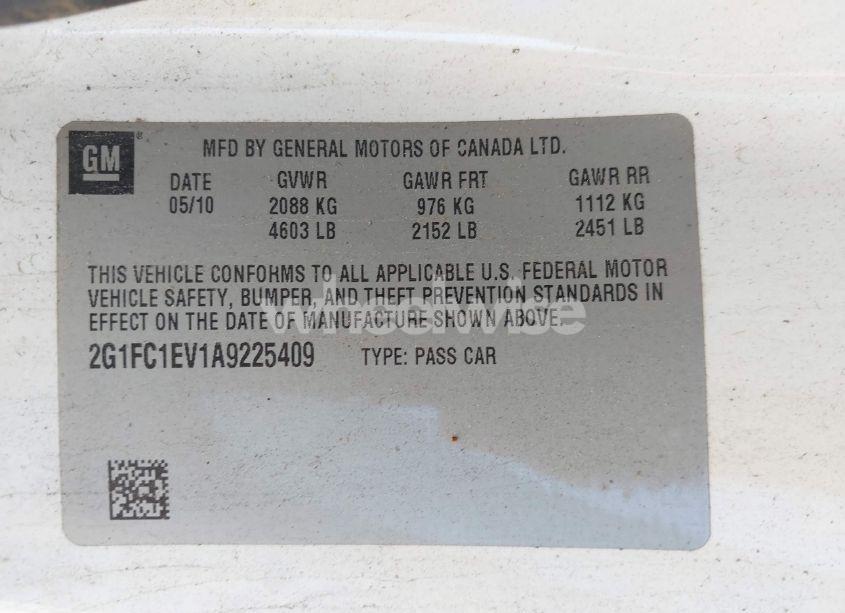 GM ®
MFD BY GENERAL MOTORS OF CANADA LTD.
DATE GVWR GAWR FRT GAWR RR
05/10 2088 KG 976 KG 1112 KG
4603 LB 2152 LB 2451 LB
THIS VEHICLE CONFORMS TO ALL APPLICABLE U.S. FEDERAL MOTOR
VEHICLE SAFETY, BUMPER, AND THEFT PREVENTION STANDARDS IN
EFFECT ON THE DATE OF MANUFACTURE SHOWN ABOVE.
2G1FC1EV1A9225409 TYPE: PASS CAR